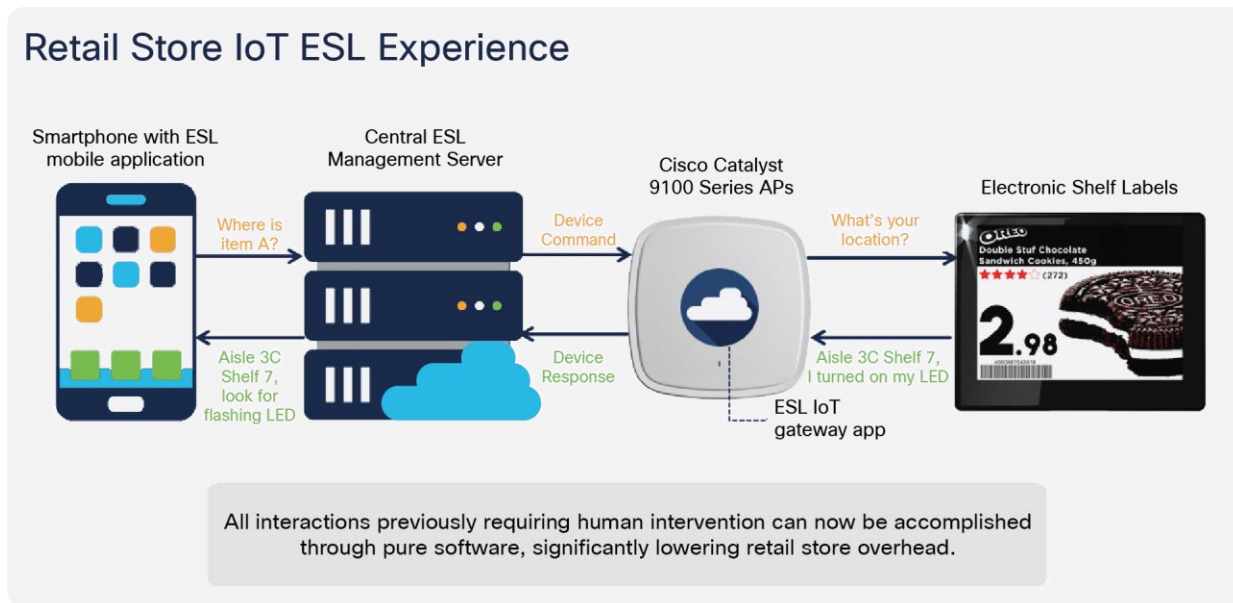 Retail Store IoT ESL Experience
Smartphone with ESL
mobile application
Central ESL
Management Server
Cisco Catalyst
9100 Series APs
Electronic Shelf Labels
Where is
item A?
Device
Command
What's your
location?
OREO
Double Stuf Chocolate
Sandwich Cookies, 450g
(272)
OREO
2.98
Aisle 3C
Shelf 7,
look for
flashing LED
Device
Response
Aisle 3C Shelf 7,
I turned on my LED
ESL IoT
gateway app
All interactions previously requiring human intervention can now be accomplished
through pure software, significantly lowering retail store overhead.